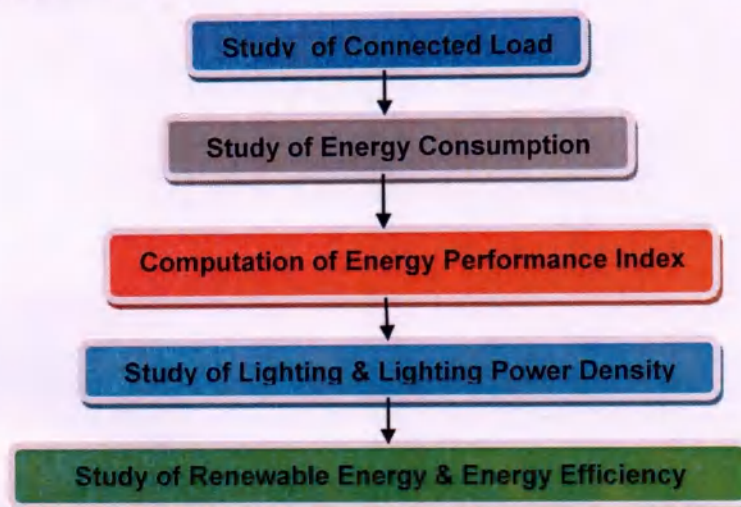 Study of Connected Load
Study of Energy Consumption
Computation of Energy Performance Index
Study of Lighting & Lighting Power Density
Study of Renewable Energy & Energy Efficiency